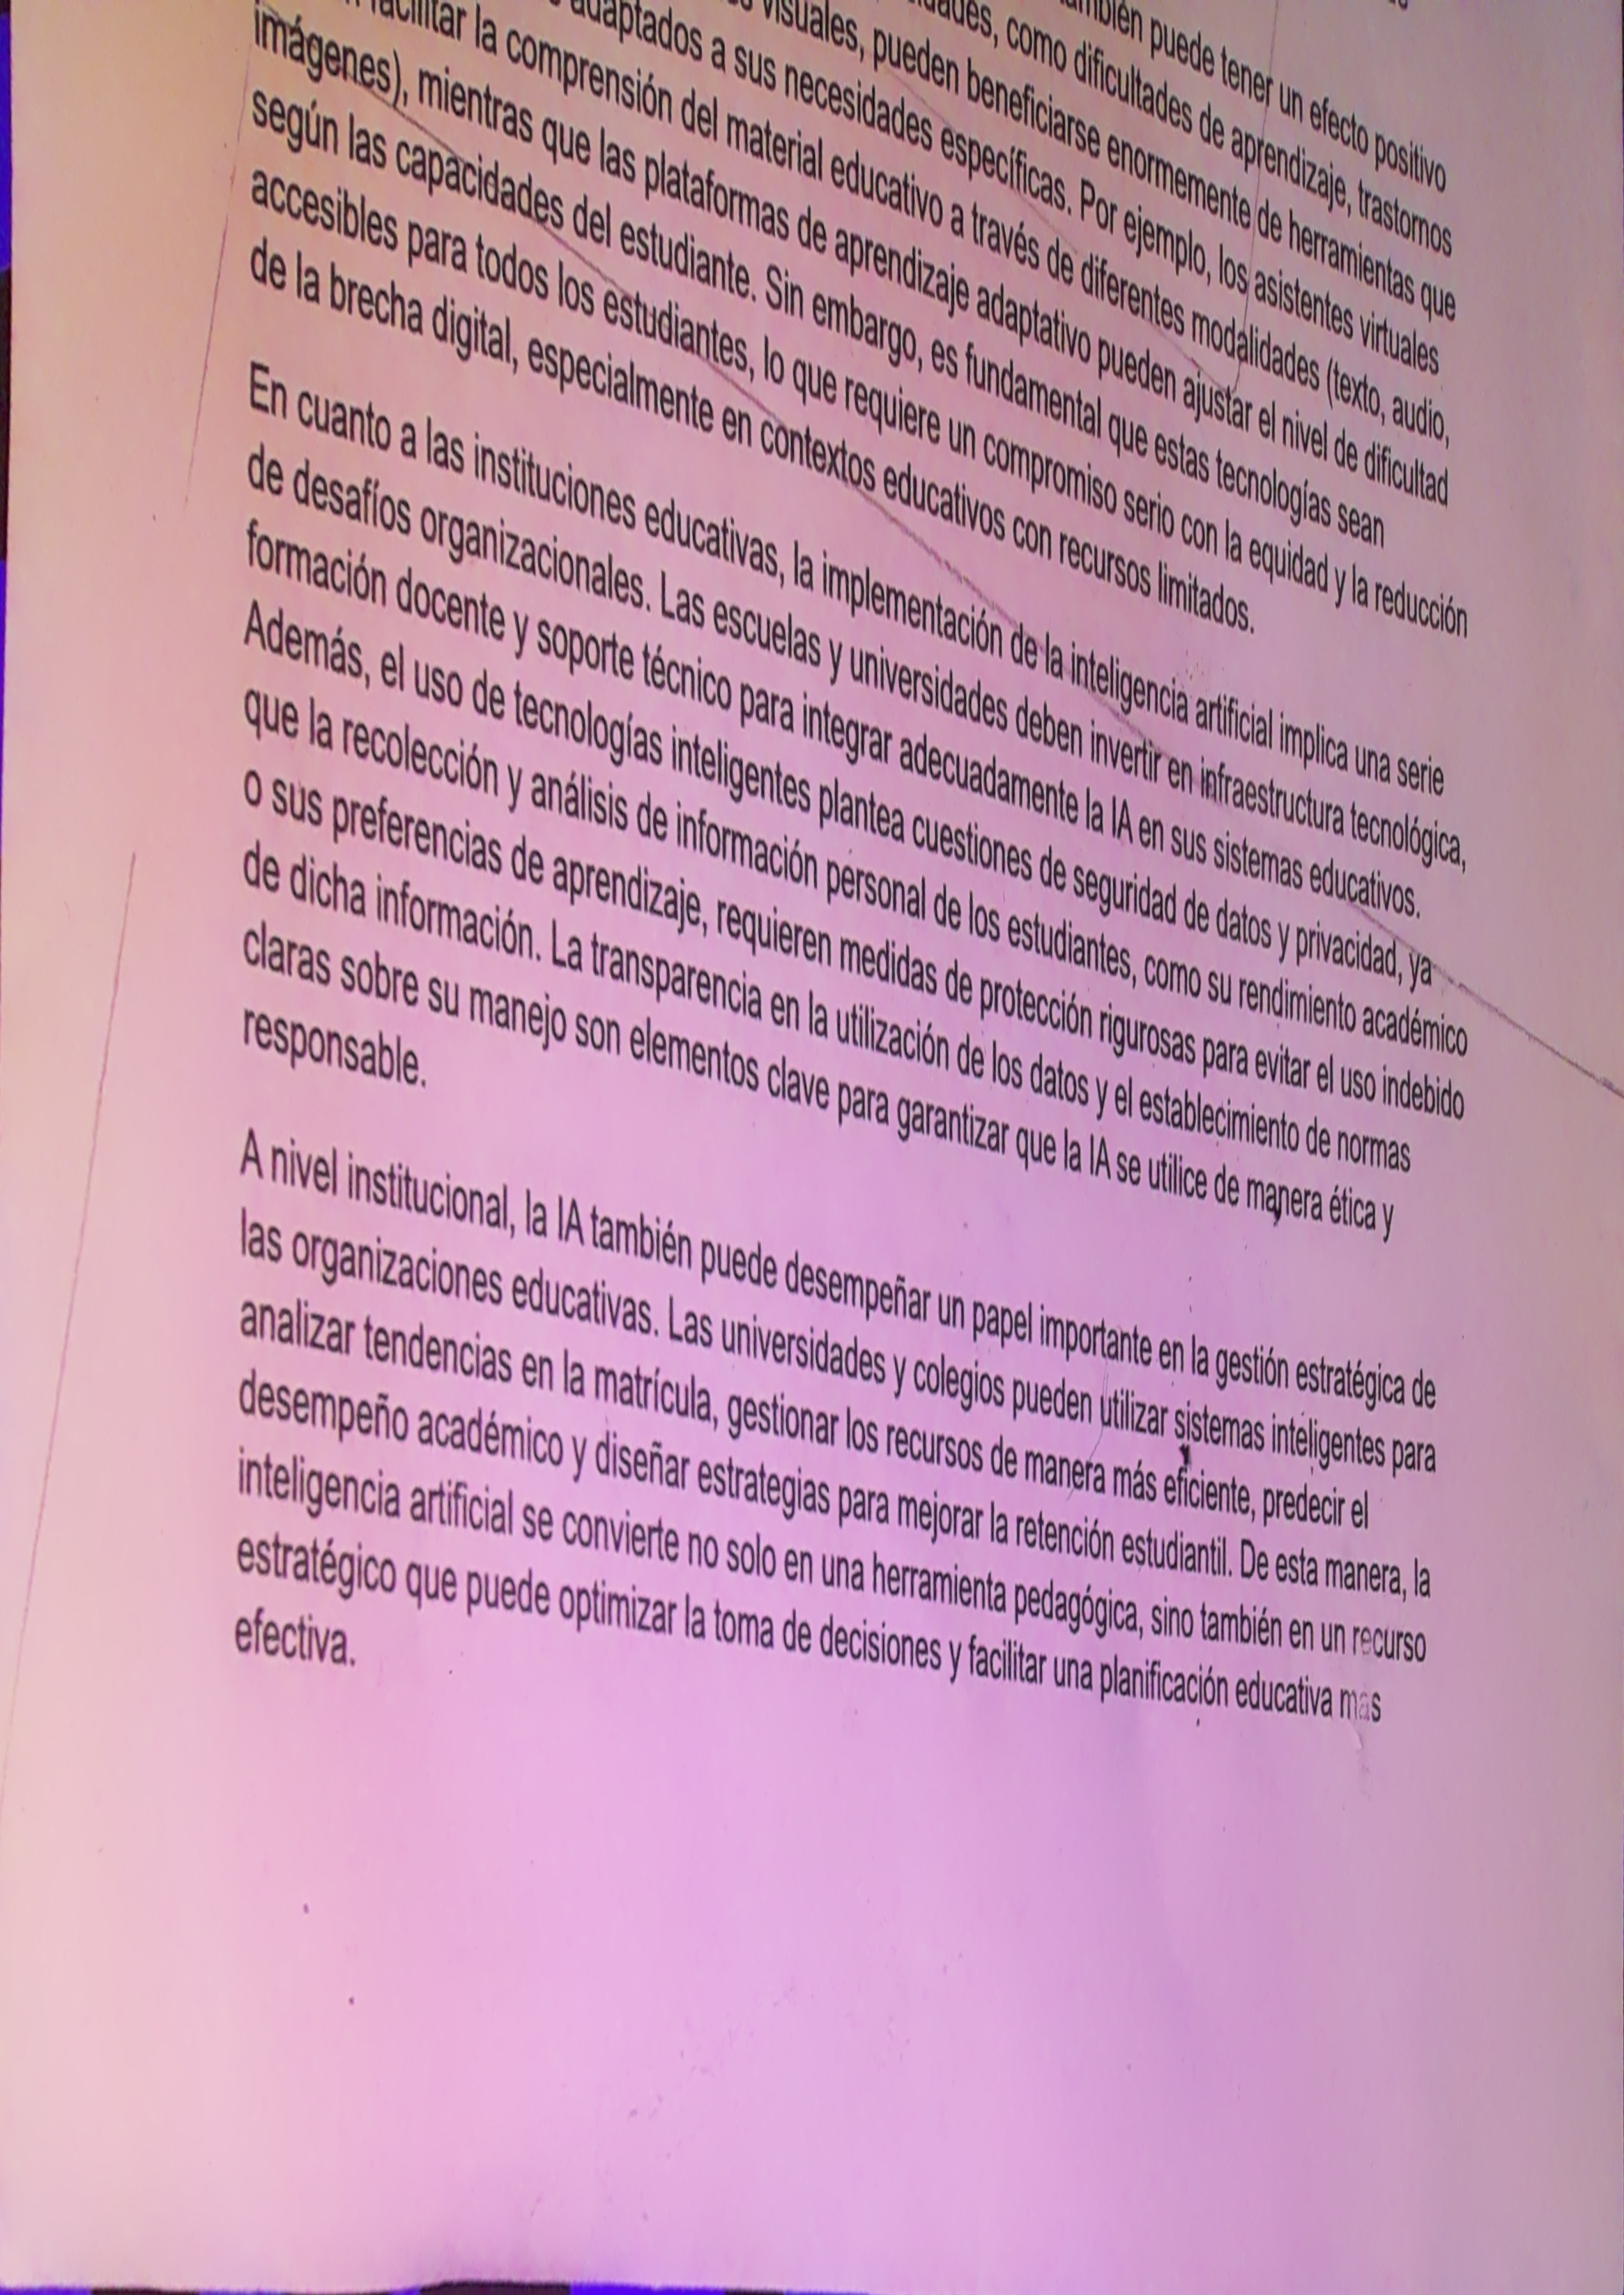 también puede tener un efecto positivo
como dificultades de aprendizaje, trastornos
visuales, pueden beneficiarse enormemente de herramientas que
adaptados a sus necesidades específicas. Por ejemplo, los asistentes virtuales
facilitar la comprensión del material educativo a través de diferentes modalidades (texto, audio,
imágenes), mientras que las plataformas de aprendizaje adaptativo pueden ajustar el nivel de dificultad
según las capacidades del estudiante. Sin embargo, es fundamental que estas tecnologías sean
accesibles para todos los estudiantes, lo que requiere un compromiso serio con la equidad y la reducción
de la brecha digital, especialmente en contextos educativos con recursos limitados.
En cuanto a las instituciones educativas, la implementación de la inteligencia artificial implica una serie
de desafíos organizacionales. Las escuelas y universidades deben invertir en infraestructura tecnológica,
formación docente y soporte técnico para integrar adecuadamente la IA en sus sistemas educativos.
Además, el uso de tecnologías inteligentes plantea cuestiones de seguridad de datos y privacidad, ya
que la recolección y análisis de información personal de los estudiantes, como su rendimiento académico
o sus preferencias de aprendizaje, requieren medidas de protección rigurosas para evitar el uso indebido
de dicha información. La transparencia en la utilización de los datos y el establecimiento de normas
claras sobre su manejo son elementos clave para garantizar que la IA se utilice de manera ética y
responsable.
A nivel institucional, la IA también puede desempeñar un papel importante en la gestión estratégica de
las organizaciones educativas. Las universidades y colegios pueden utilizar sistemas inteligentes para
analizar tendencias en la matrícula, gestionar los recursos de manera más eficiente, predecir el
desempeño académico y diseñar estrategias para mejorar la retención estudiantil. De esta manera, la
inteligencia artificial se convierte no solo en una herramienta pedagógica, sino también en un recurso
estratégico que puede optimizar la toma de decisiones y facilitar una planificación educativa mas
efectiva.